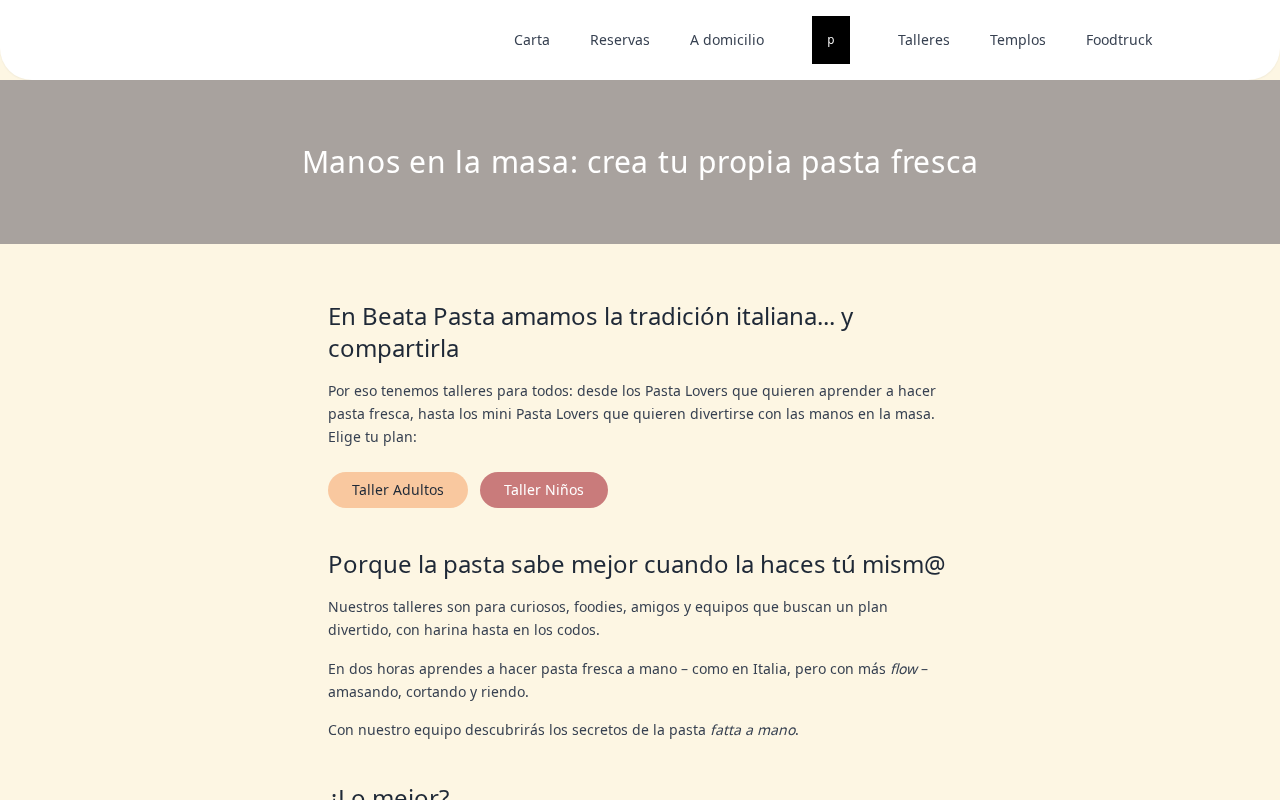 Carta Reservas A domicilio p Talleres Templos Foodtruck
Manos en la masa: crea tu propia pasta fresca
En Beata Pasta amamos la tradición italiana... y
compartirla
Por eso tenemos talleres para todos: desde los Pasta Lovers que quieren aprender a hacer
pasta fresca, hasta los mini Pasta Lovers que quieren divertirse con las manos en la masa.
Elige tu plan:
Taller Adultos Taller Niños
Porque la pasta sabe mejor cuando la haces tú mism@
Nuestros talleres son para curiosos, foodies, amigos y equipos que buscan un plan
divertido, con harina hasta en los codos.
En dos horas aprendes a hacer pasta fresca a mano – como en Italia, pero con más flow –
amasando, cortando y riendo.
Con nuestro equipo descubrirás los secretos de la pasta fatta a mano.
¿Lo mejor?